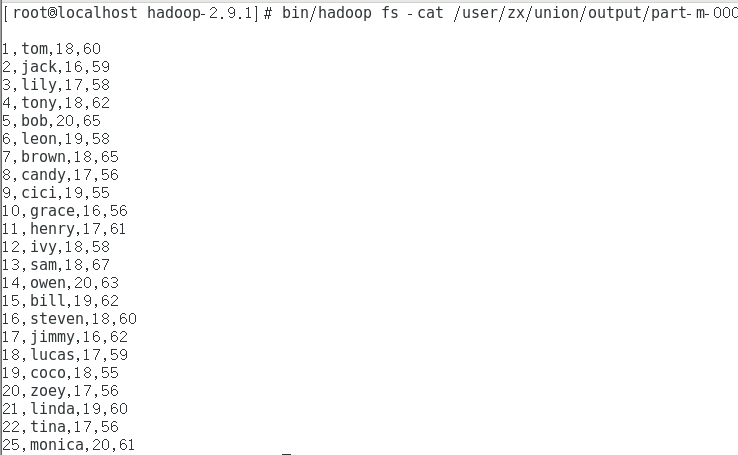 [root@localhost hadoop-2.9.1]# bin/hadoop fs -cat /user/zx/union/output/part-m-000
1,tom,18,60
2,jack,16,59
3,lily,17,58
4,tony,18,62
5,bob,20,65
6,leon,19,58
7,brown,18,65
8,candy,17,56
9,cici,19,55
10,grace,16,56
11,henry,17,61
12,ivy,18,58
13,sam,18,67
14,owen,20,63
15,bill,19,62
16,steven,18,60
17,jimmy,16,62
18,lucas,17,59
19,coco,18,55
20,zoey,17,56
21,linda,19,60
22,tina,17,56
25,monica,20,61